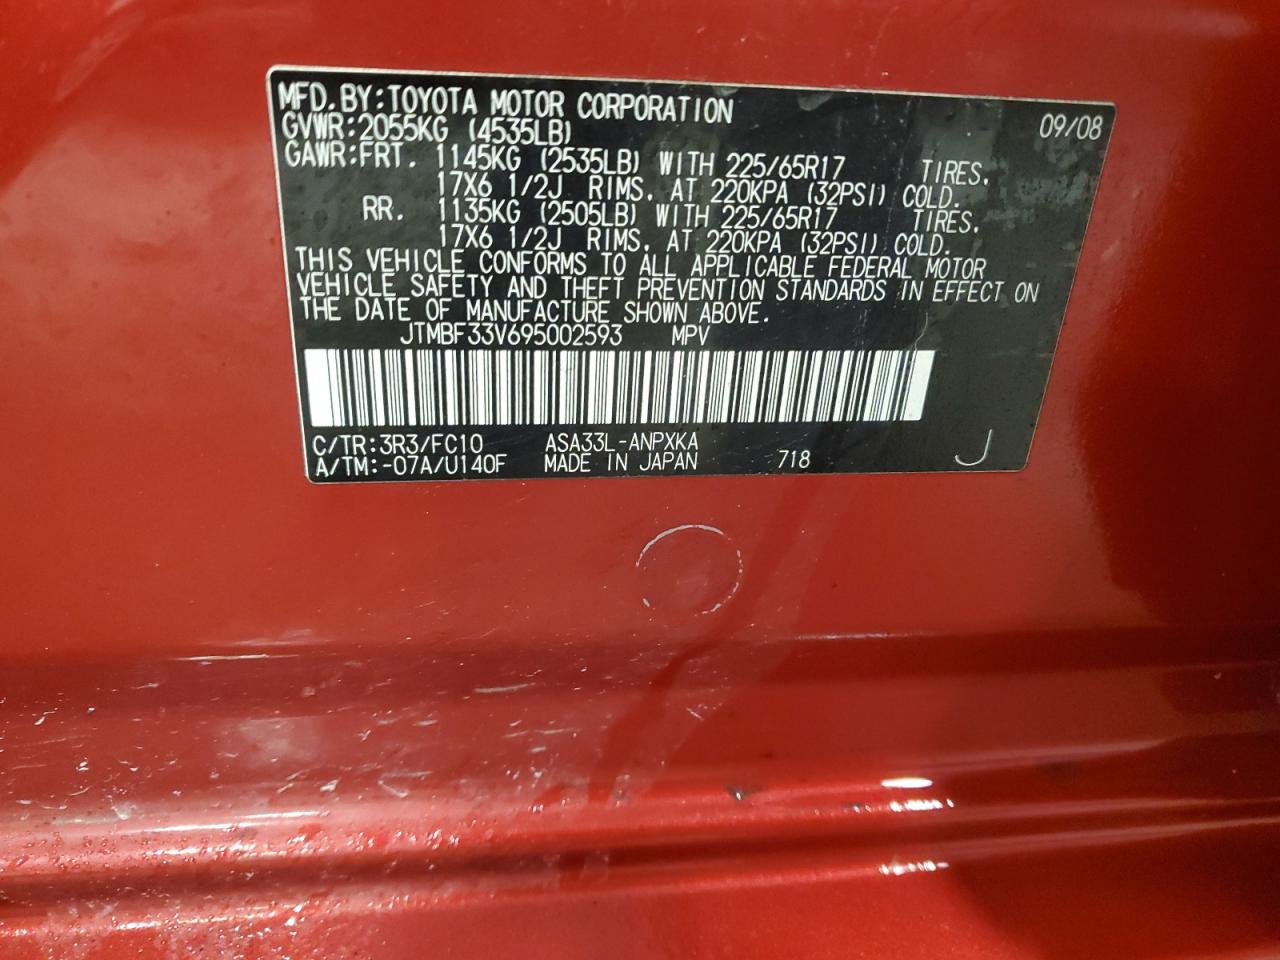 MFD.BY:TOYOTA MOTOR CORPORATION 09/08
GVWR:2055KG (4535LB)
GAWR:FRT. 1145KG (2535LB) WITH 225/65R17 TIRES,
17X6 1/2J RIMS, AT 220KPA (32PSI) COLD.
RR. 1135KG (2505LB) WITH 225/65R17 TIRES,
17X6 1/2J RIMS, AT 220KPA (32PSI) COLD.
THIS VEHICLE CONFORMS TO ALL APPLICABLE FEDERAL MOTOR
VEHICLE SAFETY AND THEFT PREVENTION STANDARDS IN EFFECT ON
THE DATE OF MANUFACTURE SHOWN ABOVE.
JTMBF33V695002593 MPV
C/TR:3R3/FC10 ASA33L-ANPXKA
A/TM:-07A/U140F MADE IN JAPAN 718 J